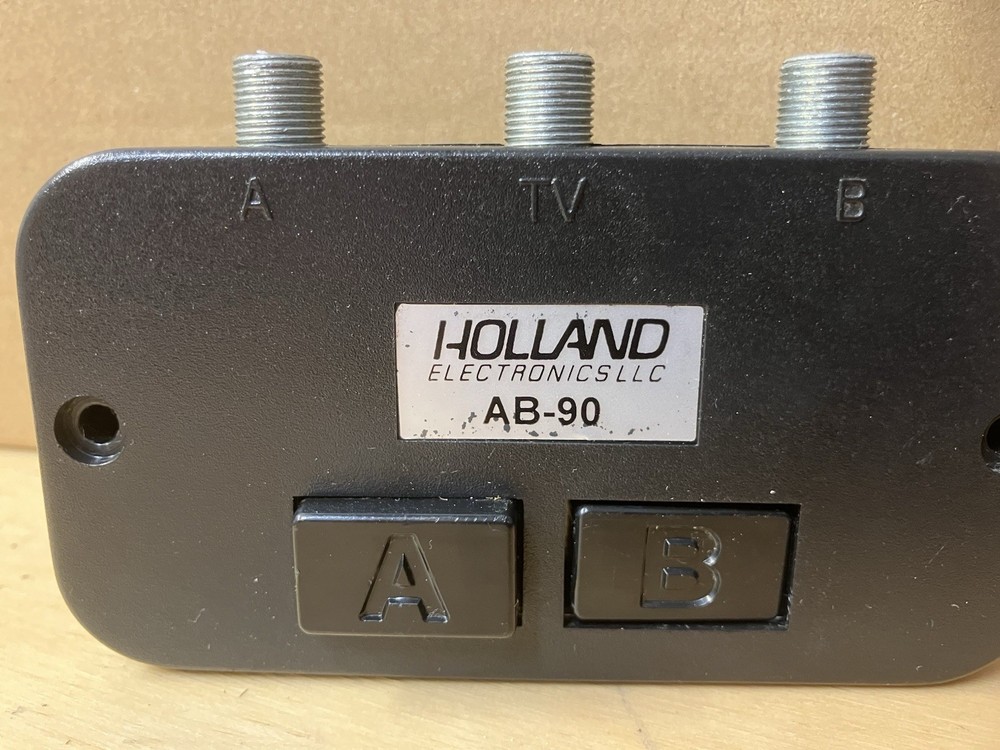 A TV B
HOLLAND
ELECTRONICS LLC
AB-90
A B